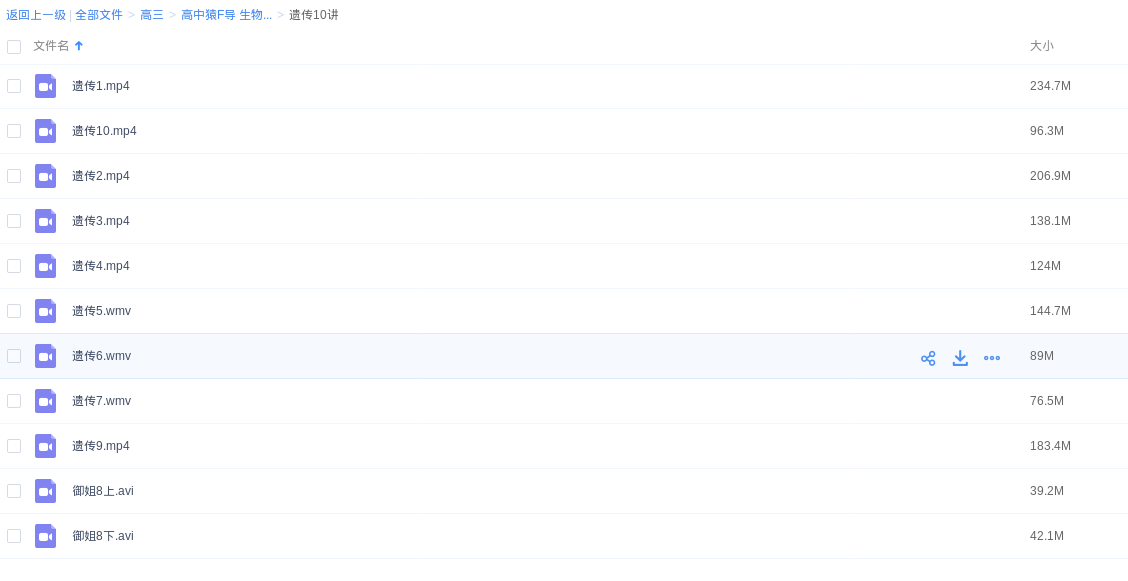 返回上一级 | 全部文件 > 高三 > 高中猿F导 生物... > 遗传10讲
文件名 大小
遗传1.mp4 234.7M
遗传10.mp4 96.3M
遗传2.mp4 206.9M
遗传3.mp4 138.1M
遗传4.mp4 124M
遗传5.wmv 144.7M
遗传6.wmv 89M
遗传7.wmv 76.5M
遗传9.mp4 183.4M
御姐8上.avi 39.2M
御姐8下.avi 42.1M